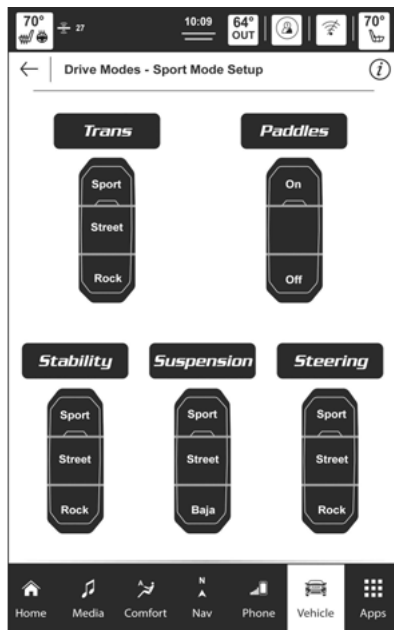 70° 27 10:09 64° OUT 70°
Drive Modes - Sport Mode Setup i
Trans Paddles
Sport On
Street
Rock Off
Stability Suspension Steering
Sport Sport Sport
Street Street Street
Rock Baja Rock
N
Home Media Comfort Nav Phone Vehicle Apps